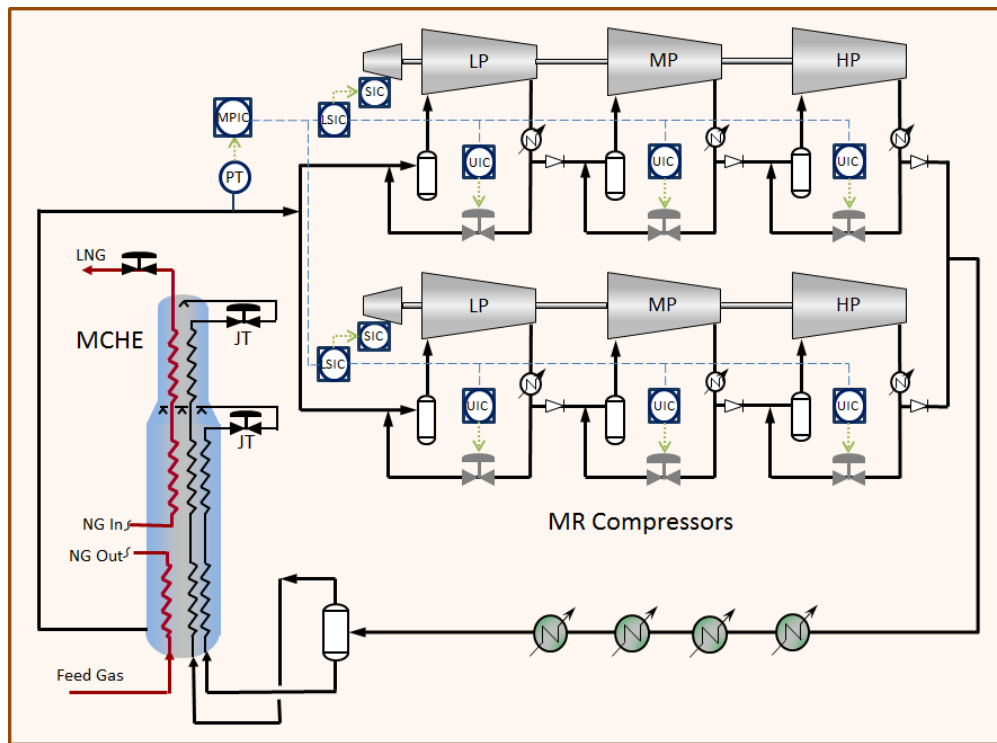 LP
MP
HP
SIC
MPIC
LSIC
UIC
UIC
UIC
PT
LNG
MCHE
JT
LP
MP
HP
SIC
LSIC
UIC
UIC
UIC
JT
MR Compressors
NG In
NG Out
Feed Gas
N
N
N
N
N
N
N
N